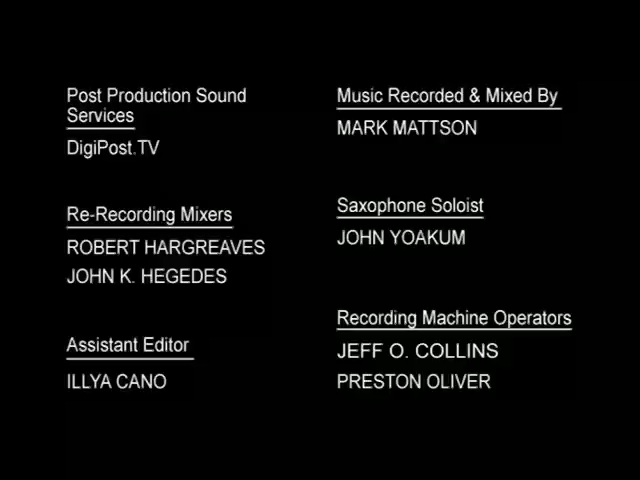 Post Production Sound
Services
DigiPost.TV
Re-Recording Mixers
ROBERT HARGREAVES
JOHN K. HEGEDES
Assistant Editor
ILLYA CANO
Music Recorded & Mixed By
MARK MATTSON
Saxophone Soloist
JOHN YOAKUM
Recording Machine Operators
JEFF O. COLLINS
PRESTON OLIVER